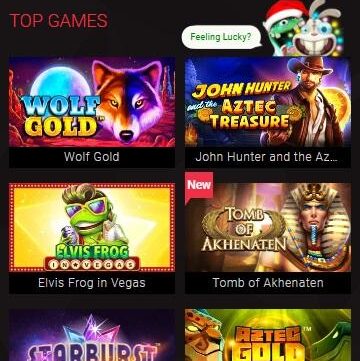 TOP GAMES
Feeling Lucky?
WOLF
GOLD
JOHN HUNTER
and the AZTEC
TREASURE
Wolf Gold
John Hunter and the Az...
New
ELVIS FROG
IN VEGAS
TOMB
OF
AKHENATEN
Elvis Frog in Vegas
Tomb of Akhenaten
STARBURST
AZTEC
GOLD